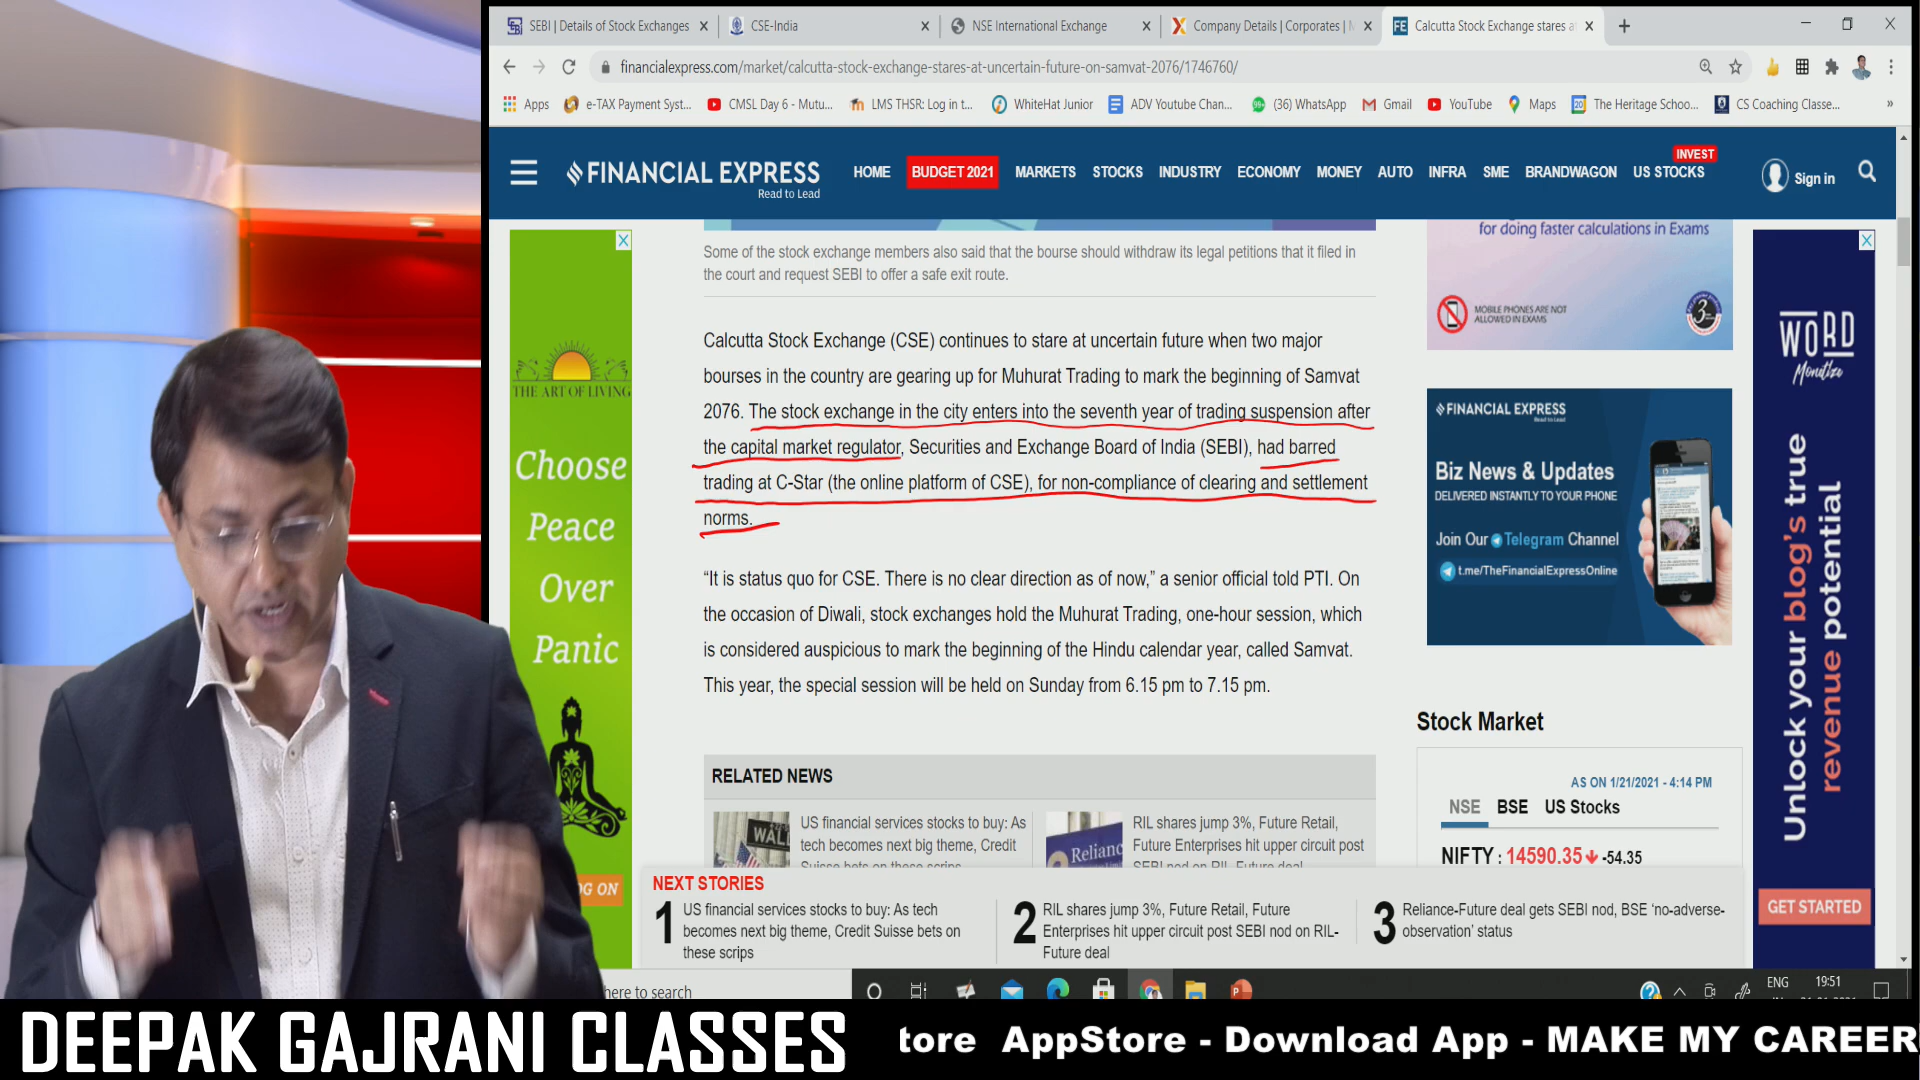 SEBI | Details of Stock Exchanges
CSE-India
NSE International Exchange
Company Details | Corporates |
Calcutta Stock Exchange stares a
financialexpress.com/market/calcutta-stock-exchange-stares-at-uncertain-future-on-samvat-2076/1746760/
Apps
e-TAX Payment Syst...
CMSL Day 6 - Mutu...
LMS THSR: Log in t...
WhiteHat Junior
ADV Youtube Chan...
(36) WhatsApp
Gmail
YouTube
Maps
The Heritage Schoo...
CS Coaching Classe...
FINANCIAL EXPRESS
Read to Lead
HOME
BUDGET 2021
MARKETS
STOCKS
INDUSTRY
ECONOMY
MONEY
AUTO
INFRA
SME
BRANDWAGON
INVEST
US STOCKS
Sign in
Some of the stock exchange members also said that the bourse should withdraw its legal petitions that it filed in
the court and request SEBI to offer a safe exit route.
Calcutta Stock Exchange (CSE) continues to stare at uncertain future when two major
bourses in the country are gearing up for Muhurat Trading to mark the beginning of Samvat
2076. The stock exchange in the city enters into the seventh year of trading suspension after
the capital market regulator, Securities and Exchange Board of India (SEBI), had barred
trading at C-Star (the online platform of CSE), for non-compliance of clearing and settlement
norms.
“It is status quo for CSE. There is no clear direction as of now,” a senior official told PTI. On
the occasion of Diwali, stock exchanges hold the Muhurat Trading, one-hour session, which
is considered auspicious to mark the beginning of the Hindu calendar year, called Samvat.
This year, the special session will be held on Sunday from 6.15 pm to 7.15 pm.
RELATED NEWS
US financial services stocks to buy: As
tech becomes next big theme, Credit
Suisse bets on these scrips
RIL shares jump 3%, Future Retail,
Future Enterprises hit upper circuit post
SEBI nod on RIL-Future deal
NEXT STORIES
1
US financial services stocks to buy: As tech
becomes next big theme, Credit Suisse bets on
these scrips
2
RIL shares jump 3%, Future Retail, Future
Enterprises hit upper circuit post SEBI nod on RIL-
Future deal
3
Reliance-Future deal gets SEBI nod, BSE ‘no-adverse-
observation’ status
THE ART OF LIVING
Choose
Peace
Over
Panic
OG ON
for doing faster calculations in Exams
MOBILE PHONES ARE NOT
ALLOWED IN EXAMS
FINANCIAL EXPRESS
Read to Lead
Biz News & Updates
DELIVERED INSTANTLY TO YOUR PHONE
Join Our Telegram Channel
t.me/TheFinancialExpressOnline
Stock Market
AS ON 1/21/2021 - 4:14 PM
NSE BSE US Stocks
NIFTY : 14590.35 -54.35
WORD
Monetize
Unlock your blog's true
revenue potential
GET STARTED
here to search
ENG
19:51
DEEPAK GAJRANI CLASSES
tore AppStore - Download App - MAKE MY CAREER